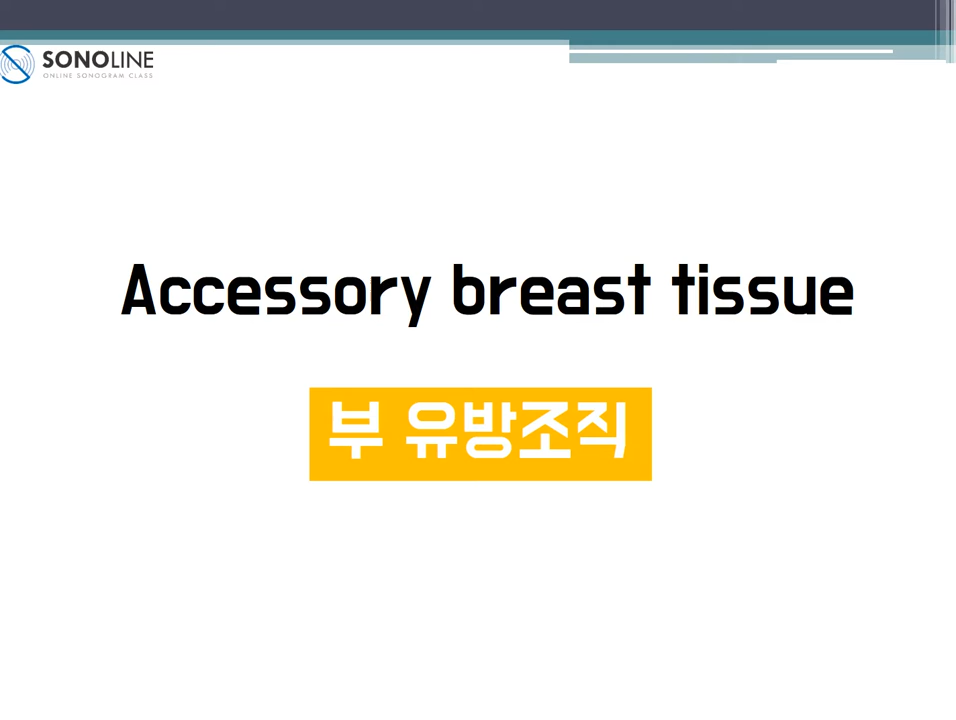 SONOLINE
ONLINE SONOGRAM CLASS
Accessory breast tissue
부 유방조직